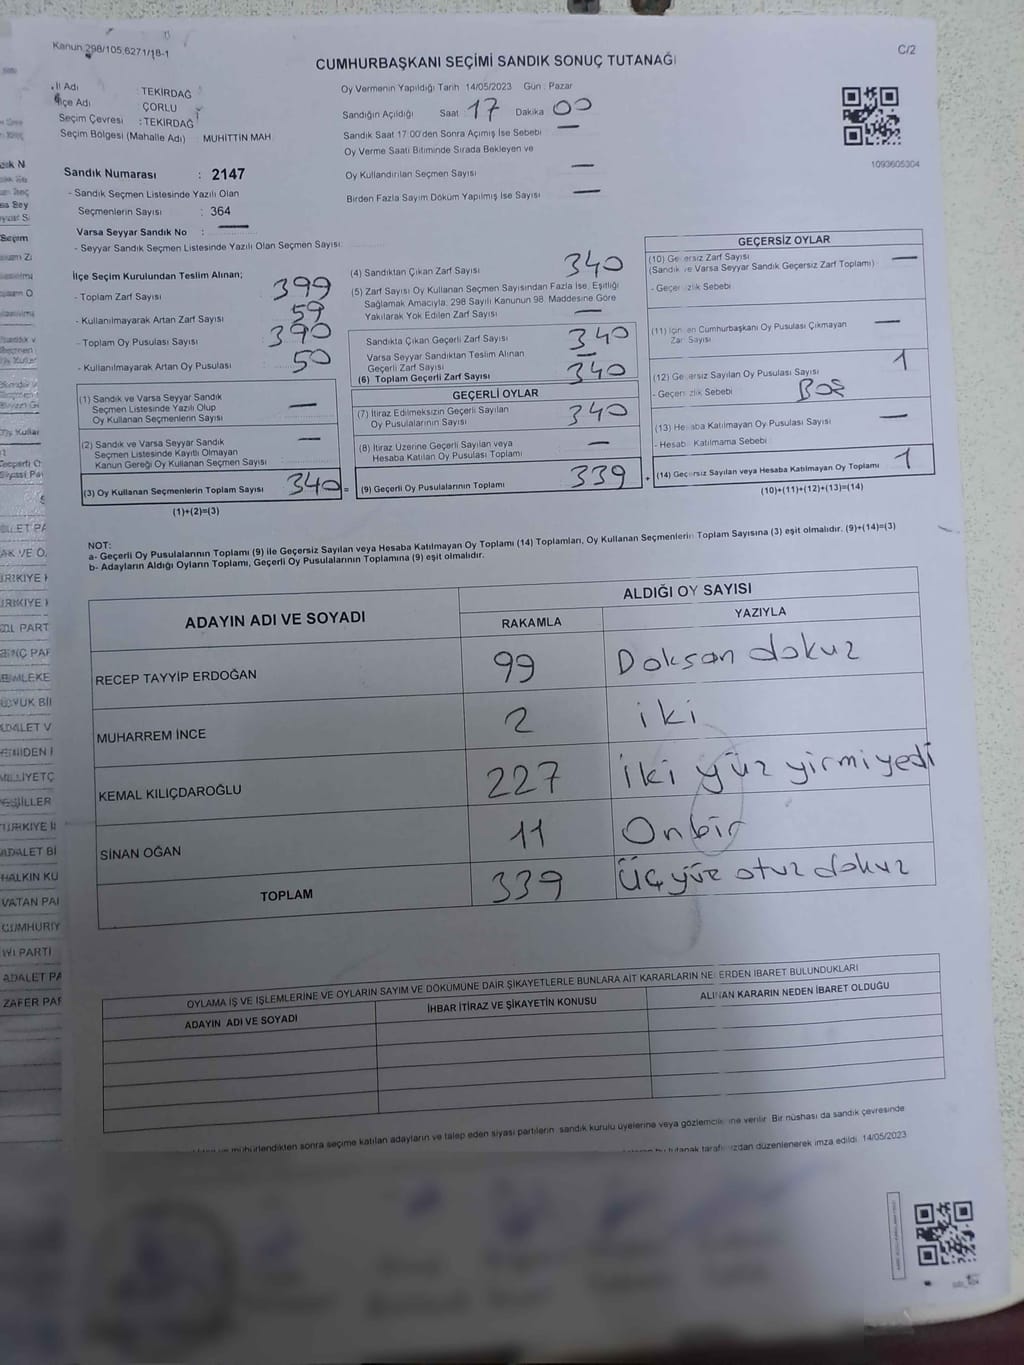 Kanun 298/105,6271/18-1
C/2
CUMHURBAŞKANI SEÇİMİ SANDIK SONUÇ TUTANAĞI
İl Adı : TEKİRDAĞ
İlçe Adı : ÇORLU
Seçim Çevresi : TEKİRDAĞ
Seçim Bölgesi (Mahalle Adı) : MUHİTTİN MAH.
Sandık Numarası : 2147
- Sandık Seçmen Listesinde Yazılı Olan
Seçmenlerin Sayısı : 364
Varsa Seyyar Sandık No : —
- Seyyar Sandık Seçmen Listesinde Yazılı Olan Seçmen Sayısı:
Oy Vermenin Yapıldığı Tarih 14/05/2023 Gün : Pazar
Sandığın Açıldığı Saat 17 Dakika 00
Sandık Saat 17:00'den Sonra Açımış İse Sebebi —
Oy Verme Saati Bitiminde Sırada Bekleyen ve
Oy Kullandırılan Seçmen Sayısı —
Birden Fazla Sayım Döküm Yapılmış İse Sayısı —
1093605304
İlçe Seçim Kurulundan Teslim Alınan;
- Toplam Zarf Sayısı 399
- Kullanılmayarak Artan Zarf Sayısı 59
- Toplam Oy Pusulası Sayısı 390
- Kullanılmayarak Artan Oy Pusulası 50
(1) Sandık ve Varsa Seyyar Sandık
Seçmen Listesinde Yazılı Olup
Oy Kullanan Seçmenlerin Sayısı —
(2) Sandık ve Varsa Seyyar Sandık
Seçmen Listesinde Kayıtlı Olmayan
Kanun Gereği Oy Kullanan Seçmen Sayısı —
(3) Oy Kullanan Seçmenlerin Toplam Sayısı 340 =
(1)+(2)=(3)
(4) Sandıktan Çıkan Zarf Sayısı 340
(5) Zarf Sayısı Oy Kullanan Seçmen Sayısından Fazla İse, Eşitliği
Sağlamak Amacıyla; 298 Sayılı Kanunun 98. Maddesine Göre
Yakılarak Yok Edilen Zarf Sayısı —
Sandıkta Çıkan Geçerli Zarf Sayısı 340
Varsa Seyyar Sandıktan Teslim Alınan
Geçerli Zarf Sayısı —
(6) Toplam Geçerli Zarf Sayısı 340
GEÇERLİ OYLAR
(7) İtiraz Edilmeksizin Geçerli Sayılan
Oy Pusulalarının Sayısı 340
(8) İtiraz Üzerine Geçerli Sayılan veya
Hesaba Katılan Oy Pusulası Toplamı —
(9) Geçerli Oy Pusulalarının Toplamı 339 +
GEÇERSİZ OYLAR
(10) Geçersiz Zarf Sayısı
(Sandık ve Varsa Seyyar Sandık Geçersiz Zarf Toplamı) —
- Geçersizlik Sebebi
(11) İçinden Cumhurbaşkanı Oy Pusulası Çıkmayan
Zarf Sayısı —
(12) Geçersiz Sayılan Oy Pusulası Sayısı 1
- Geçersizlik Sebebi BOŞ
(13) Hesaba Katılmayan Oy Pusulası Sayısı —
- Hesaba Katılmama Sebebi
(14) Geçersiz Sayılan veya Hesaba Katılmayan Oy Toplamı 1
(10)+(11)+(12)+(13)=(14)
NOT:
a- Geçerli Oy Pusulalarının Toplamı (9) ile Geçersiz Sayılan veya Hesaba Katılmayan Oy Toplamı (14) Toplamları, Oy Kullanan Seçmenlerin Toplam Sayısına (3) eşit olmalıdır. (9)+(14)=(3)
b- Adayların Aldığı Oyların Toplamı, Geçerli Oy Pusulalarının Toplamına (9) eşit olmalıdır.
ADAYIN ADI VE SOYADI
ALDIĞI OY SAYISI
RAKAMLA YAZIYLA
RECEP TAYYİP ERDOĞAN 99 Doksan dokuz
MUHARREM İNCE 2 iki
KEMAL KILIÇDAROĞLU 227 iki yüz yirmiyedi
SİNAN OĞAN 11 Onbir
TOPLAM 339 Üçyüz otuz dokuz
OYLAMA İŞ VE İŞLEMLERİNE VE OYLARIN SAYIM VE DÖKÜMÜNE DAİR ŞİKAYETLERLE BUNLARA AİT KARARLARIN NELERDEN İBARET BULUNDUKLARI
ADAYIN ADI VE SOYADI
İHBAR İTİRAZ VE ŞİKAYETİN KONUSU
ALINAN KARARIN NEDEN İBARET OLDUĞU
mühürlendikten sonra seçime katılan adayların ve talep eden siyasi partilerin sandık kurulu üyelerine veya gözlemcilerine verilir. Bir nüshası da sandık çevresinde
bu tutanak tarafımızdan düzenlenerek imza edildi. 14/05/2023